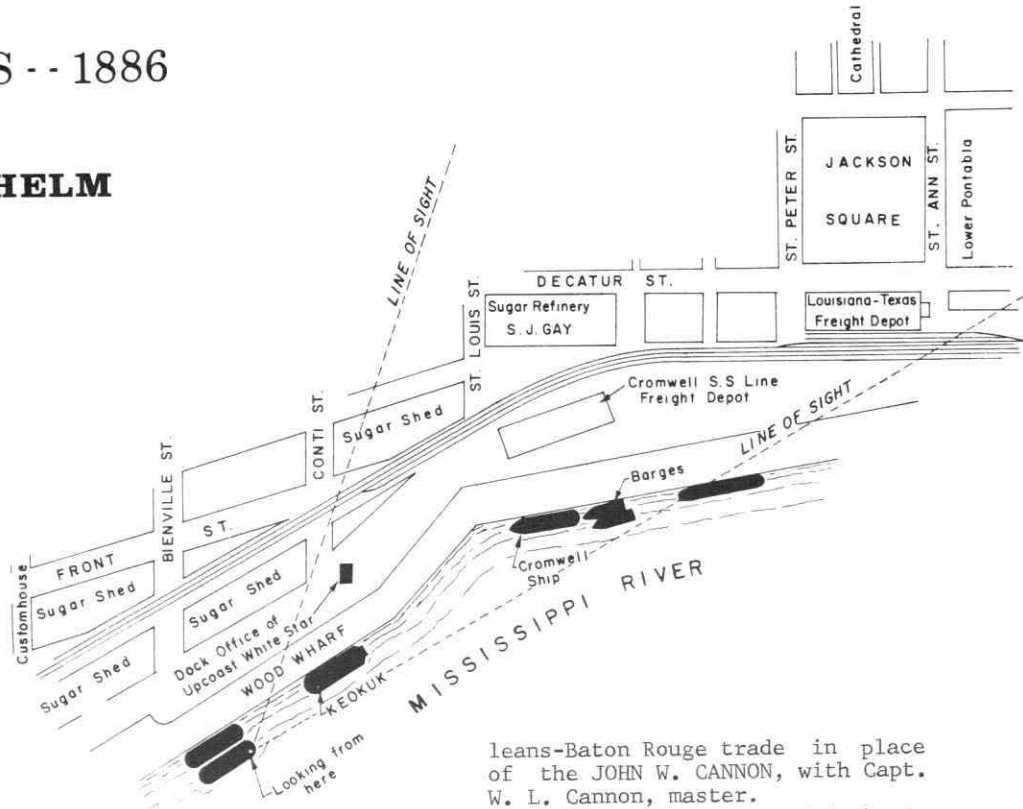 S -- 1886
HELM
Cathedral
JACKSON
SQUARE
ST. PETER ST.
ST. ANN ST.
Lower Pontabla
LINE OF SIGHT
DECATUR ST.
ST. LOUIS ST.
Sugar Refinery
S. J. GAY
Louisiana-Texas
Freight Depot
Cromwell S.S Line
Freight Depot
LINE OF SIGHT
CONTI ST.
Sugar Shed
BIENVILLE ST.
FRONT ST.
Customhouse
Sugar Shed
Sugar Shed
Sugar Shed
Dock Office of
Upcoast White Star
WOOD WHARF
Barges
Cromwell
Ship
KEOKUK
MISSISSIPPI RIVER
Looking from
here
leans-Baton Rouge trade in place
of the JOHN W. CANNON, with Capt.
W. L. Cannon, master.